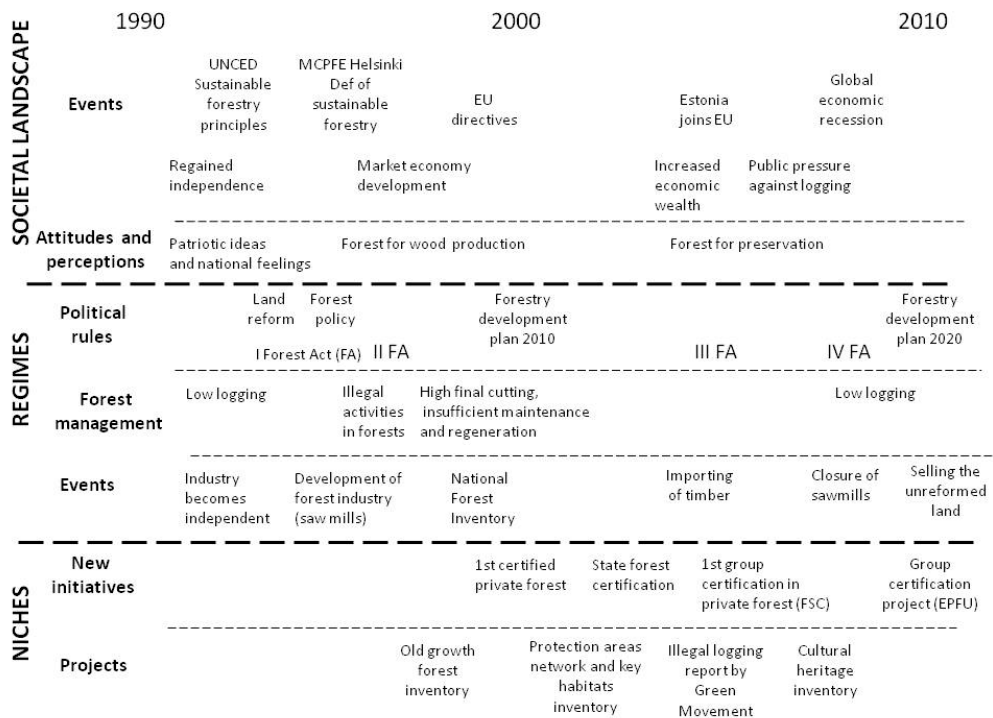 1990 2000 2010
SOCIETAL LANDSCAPE
Events
UNCED
Sustainable
forestry
principles
MCPFE Helsinki
Def of
sustainable
forestry
EU
directives
Estonia
joins EU
Global
economic
recession
Regained
independence
Market economy
development
Increased
economic
wealth
Public pressure
against logging
Attitudes and
perceptions
Patriotic ideas
and national feelings
Forest for wood production
Forest for preservation
REGIMES
Political
rules
Land
reform
Forest
policy
Forestry
development
plan 2010
Forestry
development
plan 2020
I Forest Act (FA)
II FA
III FA
IV FA
Forest
management
Low logging
Illegal
activities
in forests
High final cutting,
insufficient maintenance
and regeneration
Low logging
Events
Industry
becomes
independent
Development of
forest industry
(saw mills)
National
Forest
Inventory
Importing
of timber
Closure of
sawmills
Selling the
unreformed
land
NICHES
New
initiatives
1st certified
private forest
State forest
certification
1st group
certification in
private forest (FSC)
Group
certification
project (EPFU)
Projects
Old growth
forest
inventory
Protection areas
network and key
habitats
inventory
Illegal logging
report by
Green
Movement
Cultural
heritage
inventory